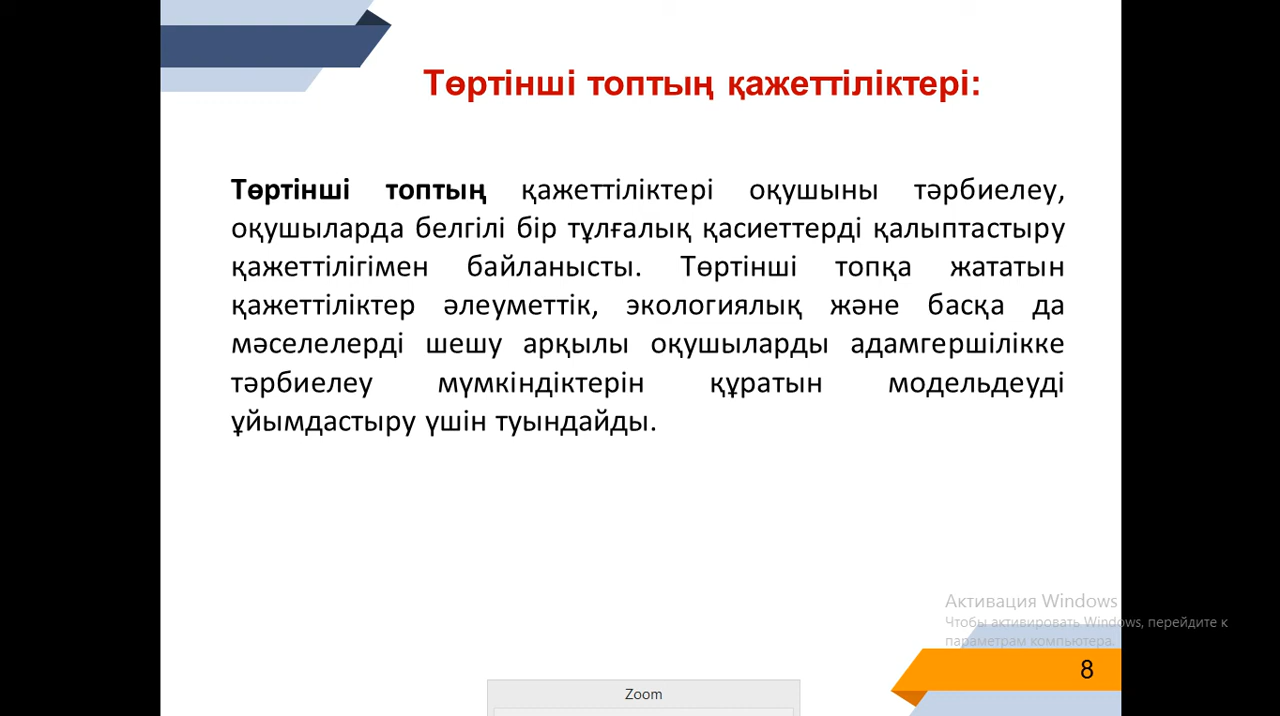 Төртінші топтың қажеттіліктері:
Төртінші топтың қажеттіліктері оқушыны тәрбиелеу,
оқушыларда белгілі бір тұлғалық қасиеттерді қалыптастыру
қажеттілігімен байланысты. Төртінші топқа жататын
қажеттіліктер әлеуметтік, экологиялық және басқа да
мәселелерді шешу арқылы оқушыларды адамгершілікке
тәрбиелеу мүмкіндіктерін құратын модельдеуді
ұйымдастыру үшін туындайды.
Активация Windows
Чтобы активировать Windows, перейдите к
параметрам компьютера.
8
Zoom